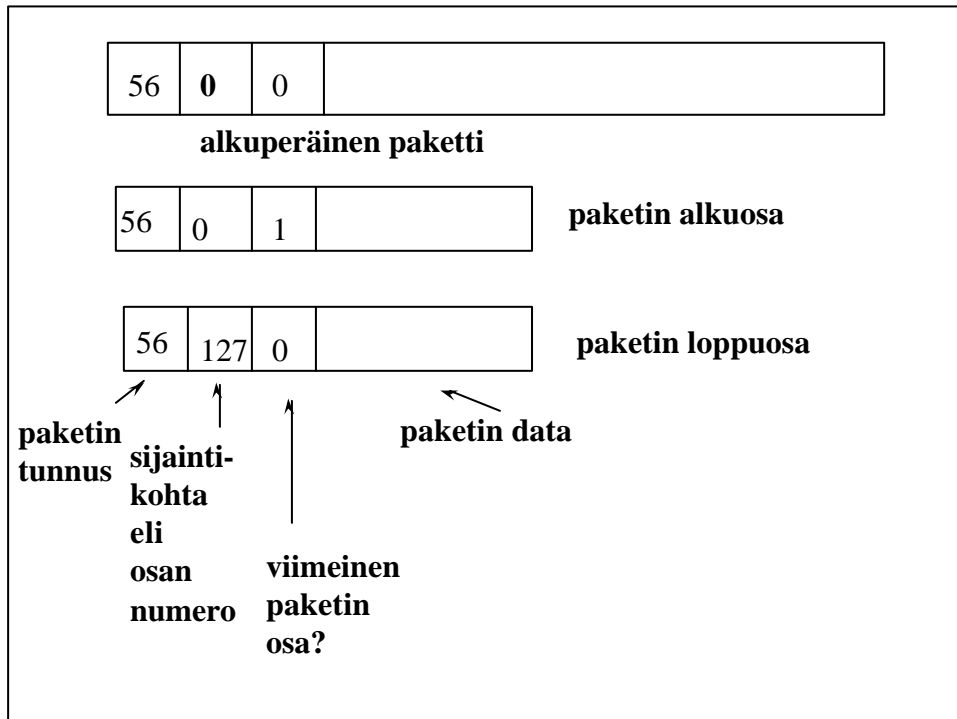 56 0 0
alkuperäinen paketti
56 0 1
paketin alkuosa
56 127 0
paketin loppuosa
paketin
tunnus
sijainti-
kohta
eli
osan
numero
viimeinen
paketin
osa?
paketin data